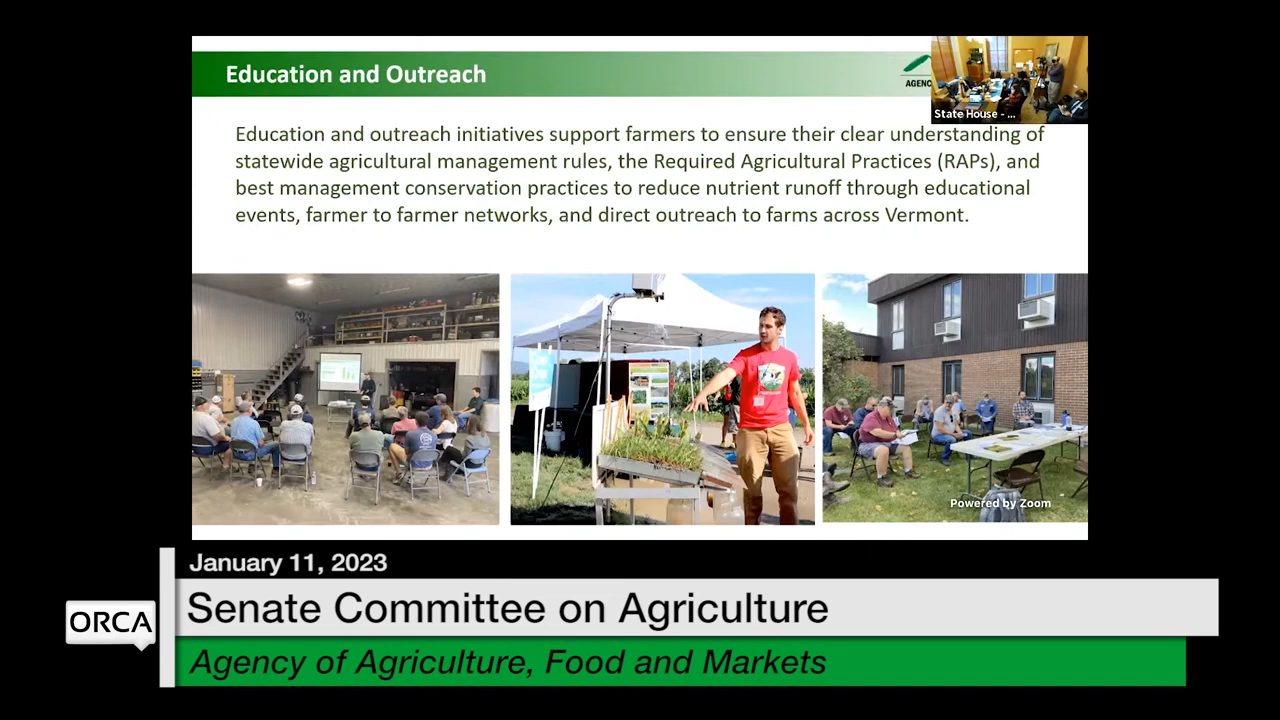 Education and Outreach
AGENC
State House - ...
Education and outreach initiatives support farmers to ensure their clear understanding of
statewide agricultural management rules, the Required Agricultural Practices (RAPs), and
best management conservation practices to reduce nutrient runoff through educational
events, farmer to farmer networks, and direct outreach to farms across Vermont.
Powered by Zoom
January 11, 2023
ORCA
Senate Committee on Agriculture
Agency of Agriculture, Food and Markets